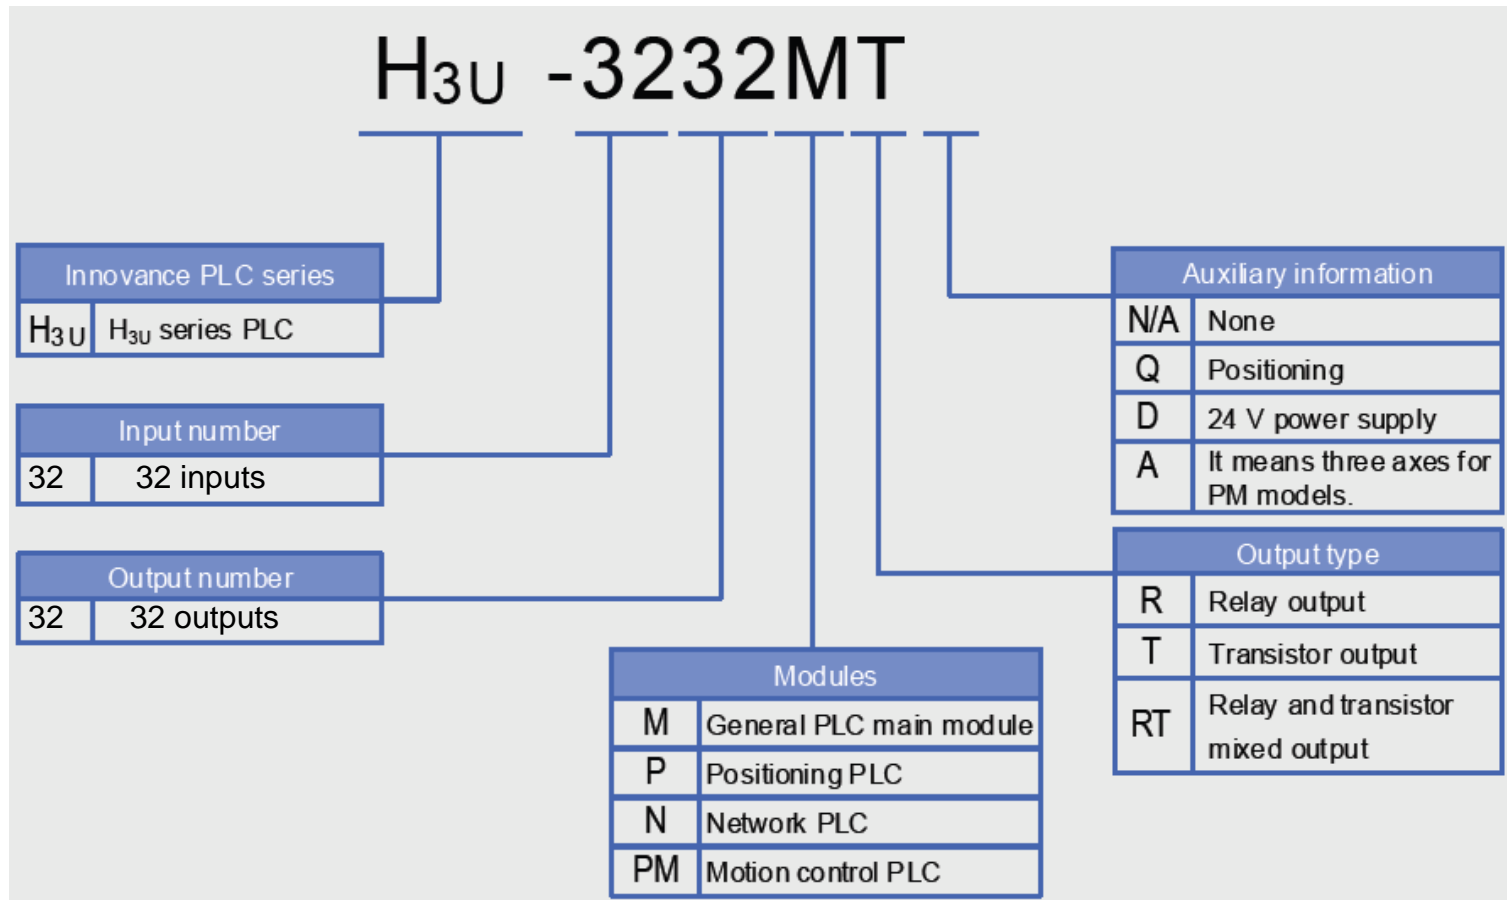 H3U -3232MT
Innovance PLC series
H3U H3U series PLC
Input number
32 32 inputs
Output number
32 32 outputs
Modules
M General PLC main module
P Positioning PLC
N Network PLC
PM Motion control PLC
Auxiliary information
N/A None
Q Positioning
D 24 V power supply
A It means three axes for
PM models.
Output type
R Relay output
T Transistor output
RT Relay and transistor
mixed output